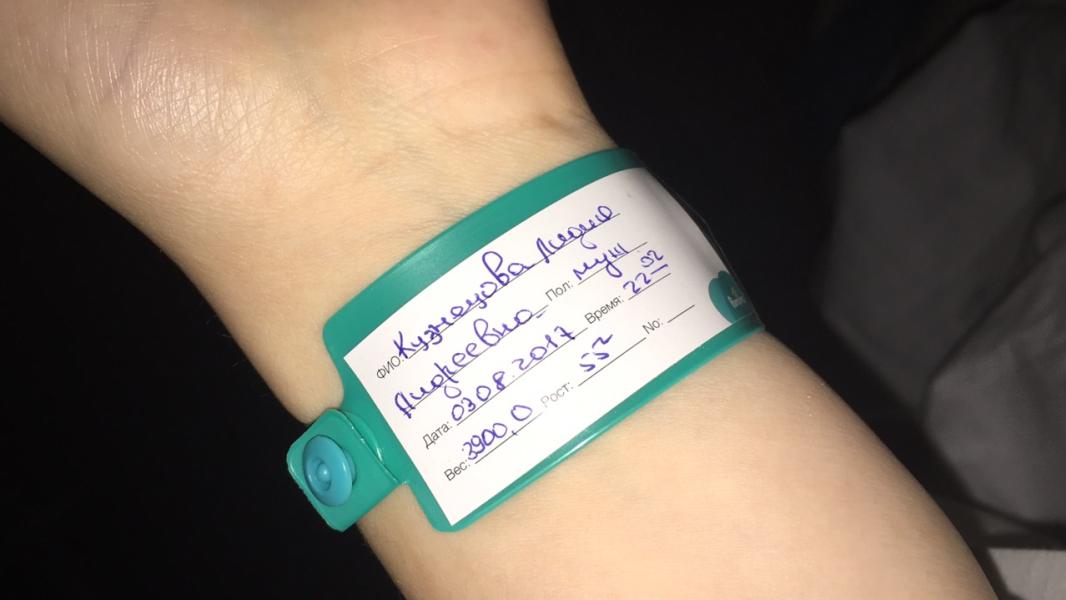 ФИО: Кузнецова Лидия
Андреевна Пол: муж
Дата: 03.08.2017 Время: 22 02
Вес: 3900,0 Рост: 55 No: